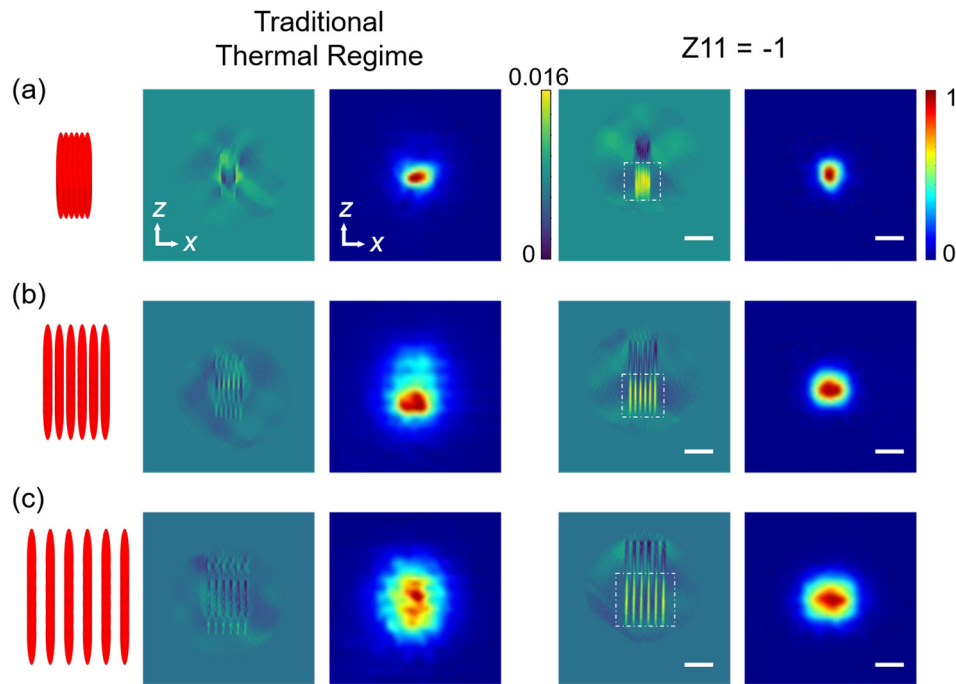 Traditional
Thermal Regime
Z11 = -1
(a)
0.016
1
z
x
z
x
0
0
(b)
(c)